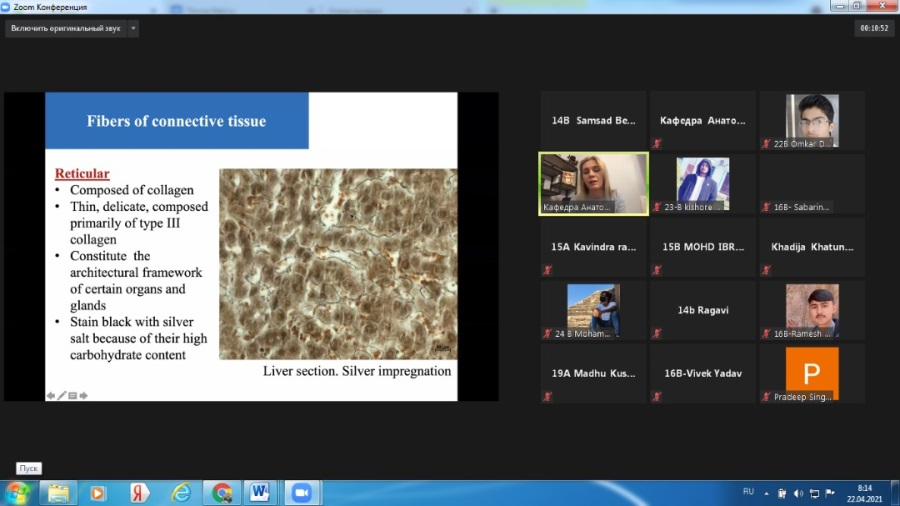 Zoom Конференция
Включить оригинальный звук
00:10:52
Fibers of connective tissue
Reticular
• Composed of collagen
• Thin, delicate, composed
primarily of type III
collagen
• Constitute the
architectural framework
of certain organs and
glands
• Stain black with silver
salt because of their high
carbohydrate content
Liver section. Silver impregnation
14B Samsad Be...
Кафедра Анато...
22B Omkar D...
Кафедра Анато...
23-B kishore
16B- Sabarin...
15A Kavindra ra...
15B MOHD IBR...
Khadija Khatun...
24 B Moham...
14b Ragavi
16B-Ramesh ...
19A Madhu Kus...
16B-Vivek Yadav
P
Pradeep Sing...
Пуск
RU
8:14
22.04.2021